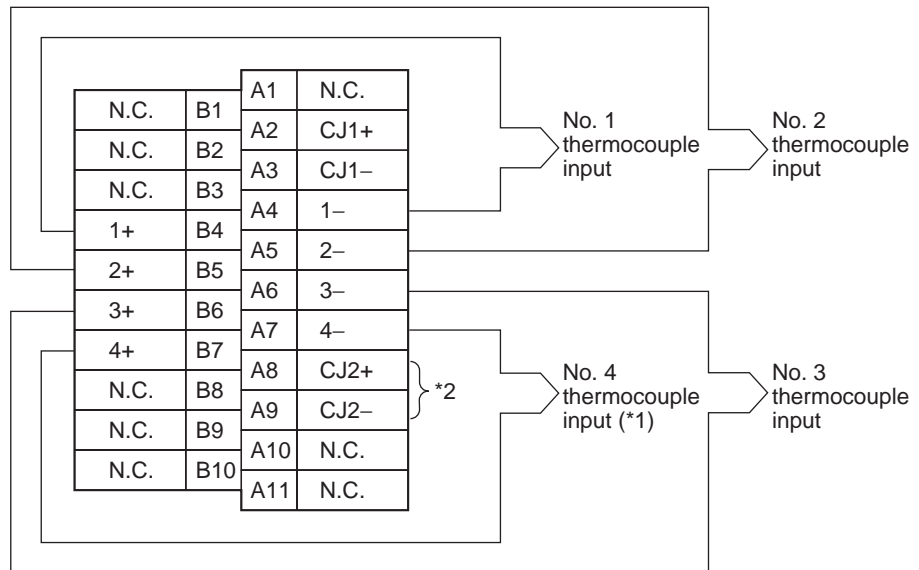 N.C. B1
N.C. B2
N.C. B3
1+ B4
2+ B5
3+ B6
4+ B7
N.C. B8
N.C. B9
N.C. B10
A1 N.C.
A2 CJ1+
A3 CJ1−
A4 1−
A5 2−
A6 3−
A7 4−
A8 CJ2+
A9 CJ2−
A10 N.C.
A11 N.C.
*2
No. 1
thermocouple
input
No. 2
thermocouple
input
No. 4
thermocouple
input (*1)
No. 3
thermocouple
input